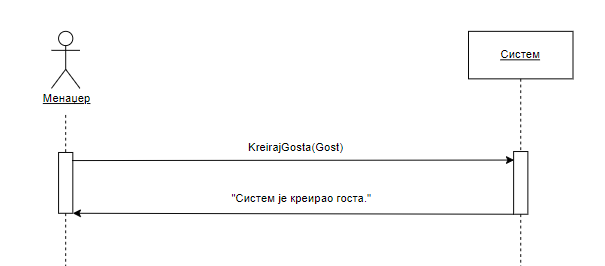 Систем
Менаџер
KreirajGosta(Gost)
"Систем је креирао госта."